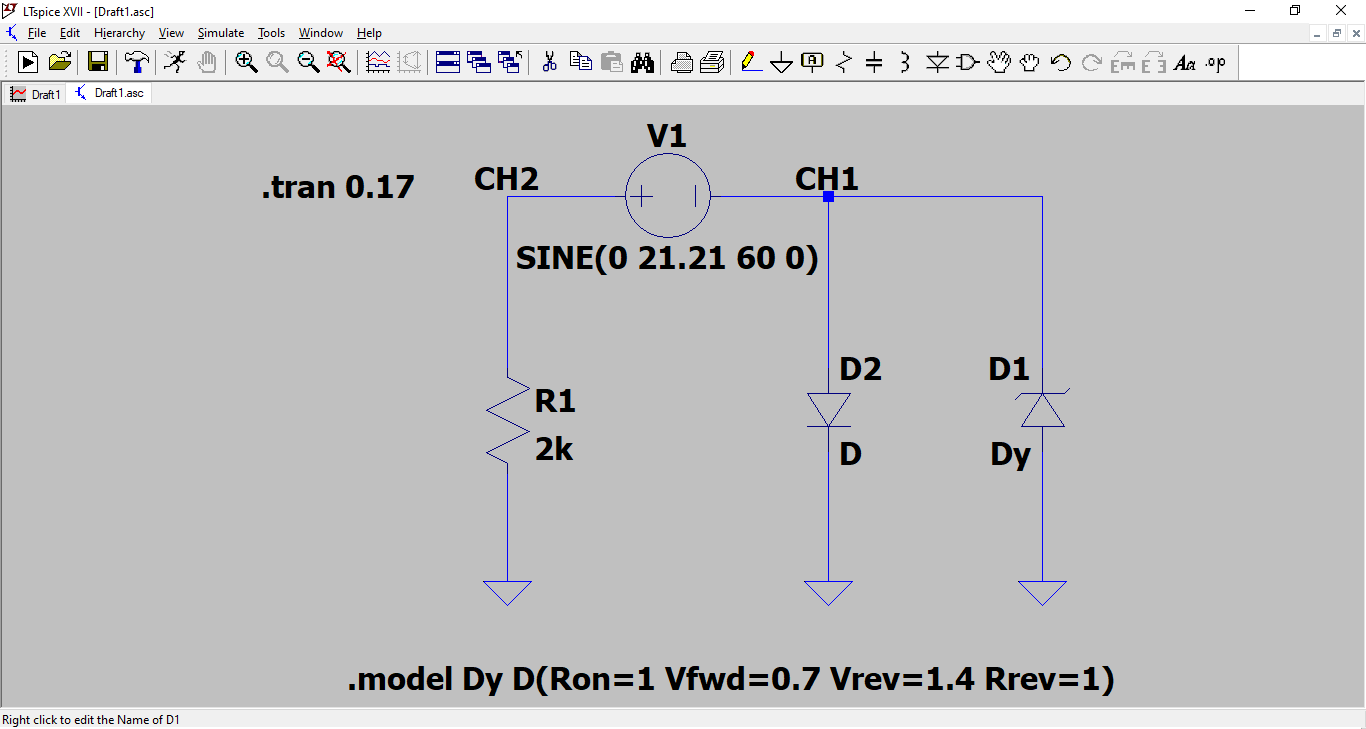 LTspice XVII - [Draft1.asc]
File Edit Hierarchy View Simulate Tools Window Help
A Aa .op
Draft1 Draft1.asc
V1
.tran 0.17 CH2 CH1
SINE(0 21.21 60 0)
D2 D1
R1
2k D Dy
.model Dy D(Ron=1 Vfwd=0.7 Vrev=1.4 Rrev=1)
Right click to edit the Name of D1